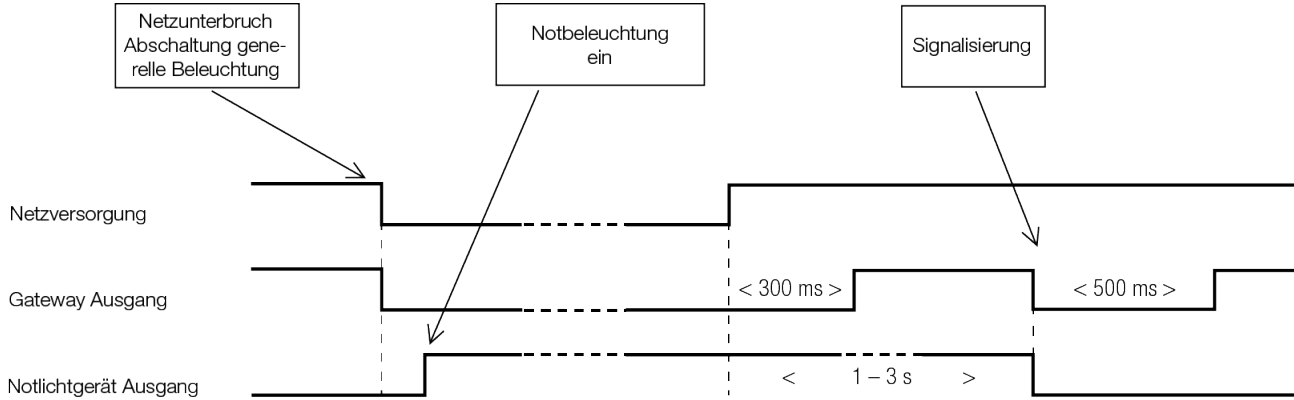 Netzunterbruch
Abschaltung gene-
relle Beleuchtung
Notbeleuchtung
ein
Signalisierung
Netzversorgung
Gateway Ausgang
< 300 ms >
< 500 ms >
Notlichtgerät Ausgang
< 1 – 3 s >